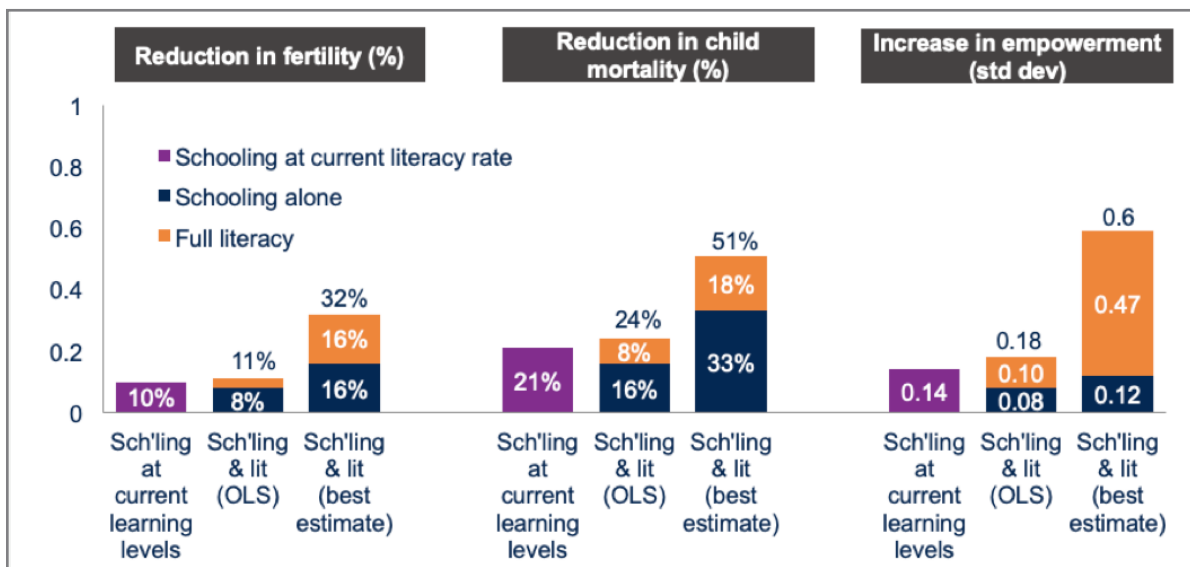 Reduction in fertility (%)
Reduction in child
mortality (%)
Increase in empowerment
(std dev)
1
0.8
0.6
0.4
0.2
0
Schooling at current literacy rate
Schooling alone
Full literacy
10%
11%
8%
32%
16%
16%
21%
24%
8%
16%
51%
18%
33%
0.14
0.18
0.10
0.08
0.6
0.47
0.12
Sch'ling
at
current
learning
levels
Sch'ling
& lit
(OLS)
Sch'ling
& lit
(best
estimate)
Sch'ling
at
current
learning
levels
Sch'ling
& lit
(OLS)
Sch'ling
& lit
(best
estimate)
Sch'ling
at
current
learning
levels
Sch'ling
& lit
(OLS)
Sch'ling
& lit
(best
estimate)